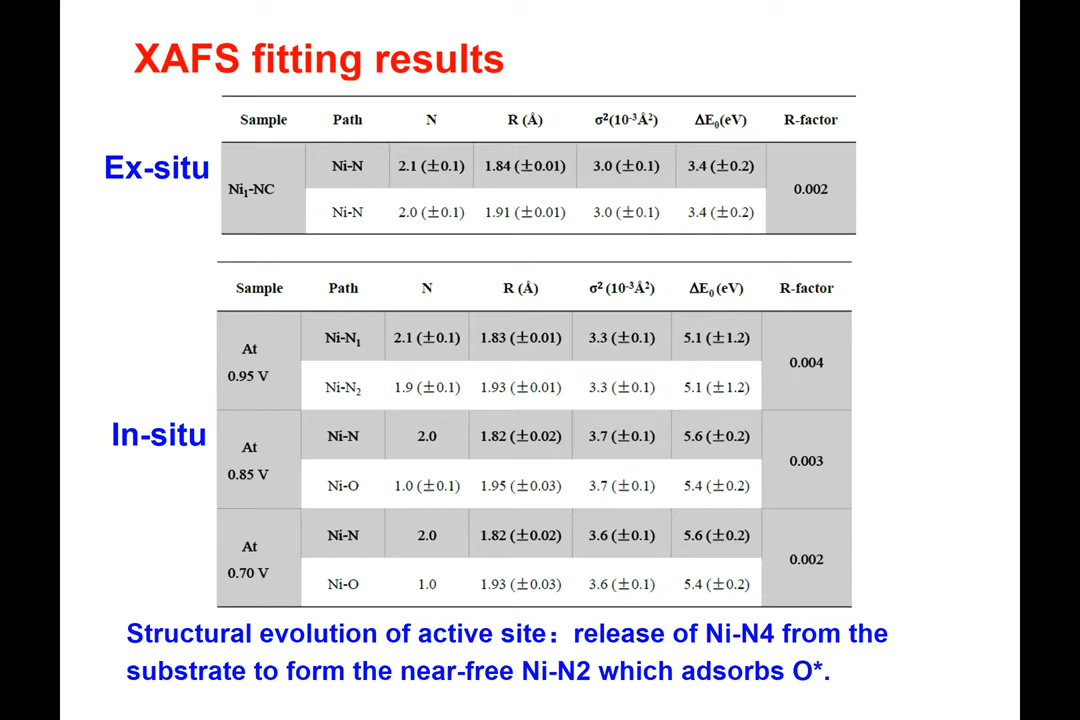 XAFS fitting results
Sample Path N R (Å) σ²(10⁻³Å²) ΔE₀(eV) R-factor
Ex-situ
Ni₁-NC
Ni-N 2.1 (±0.1) 1.84 (±0.01) 3.0 (±0.1) 3.4 (±0.2)
0.002
Ni-N 2.0 (±0.1) 1.91 (±0.01) 3.0 (±0.1) 3.4 (±0.2)
Sample Path N R (Å) σ² (10⁻³Å²) ΔE₀ (eV) R-factor
At
0.95 V
Ni-N₁ 2.1 (±0.1) 1.83 (±0.01) 3.3 (±0.1) 5.1 (±1.2)
0.004
Ni-N₂ 1.9 (±0.1) 1.93 (±0.01) 3.3 (±0.1) 5.1 (±1.2)
In-situ
At
0.85 V
Ni-N 2.0 1.82 (±0.02) 3.7 (±0.1) 5.6 (±0.2)
0.003
Ni-O 1.0 (±0.1) 1.95 (±0.03) 3.7 (±0.1) 5.4 (±0.2)
At
0.70 V
Ni-N 2.0 1.82 (±0.02) 3.6 (±0.1) 5.6 (±0.2)
0.002
Ni-O 1.0 1.93 (±0.03) 3.6 (±0.1) 5.4 (±0.2)
Structural evolution of active site：release of Ni-N4 from the
substrate to form the near-free Ni-N2 which adsorbs O*.